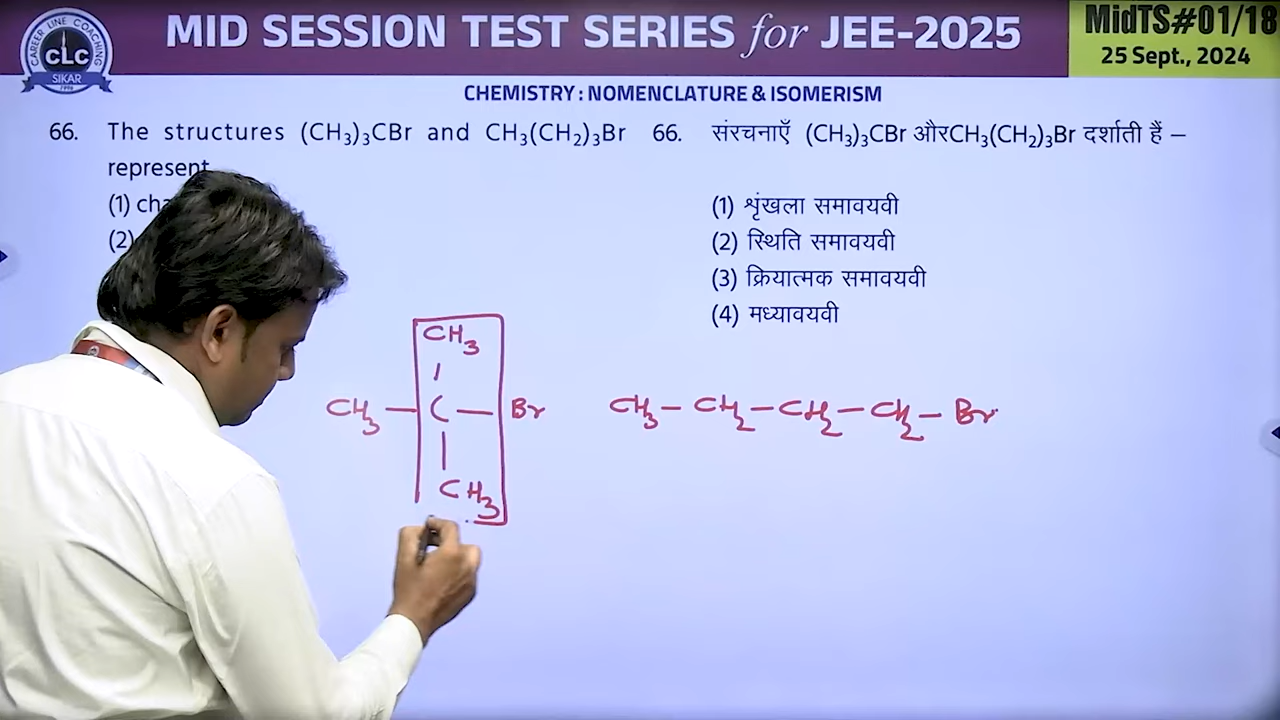 MID SESSION TEST SERIES for JEE-2025
MidTS#01/18
25 Sept., 2024
CAREER LINE COACHING
CLC
SIKAR
1996
CHEMISTRY : NOMENCLATURE & ISOMERISM
66. The structures (CH₃)₃CBr and CH₃(CH₂)₃Br
represent
(1)
(2)
66. संरचनाएँ (CH₃)₃CBr औरCH₃(CH₂)₃Br दर्शाती हैं –
(1) शृंखला समावयवी
(2) स्थिति समावयवी
(3) क्रियात्मक समावयवी
(4) मध्यावयवी
CH₃
CH₃ – C – Br
CH₃
CH₃ – CH₂ – CH₂ – CH₂ – Br